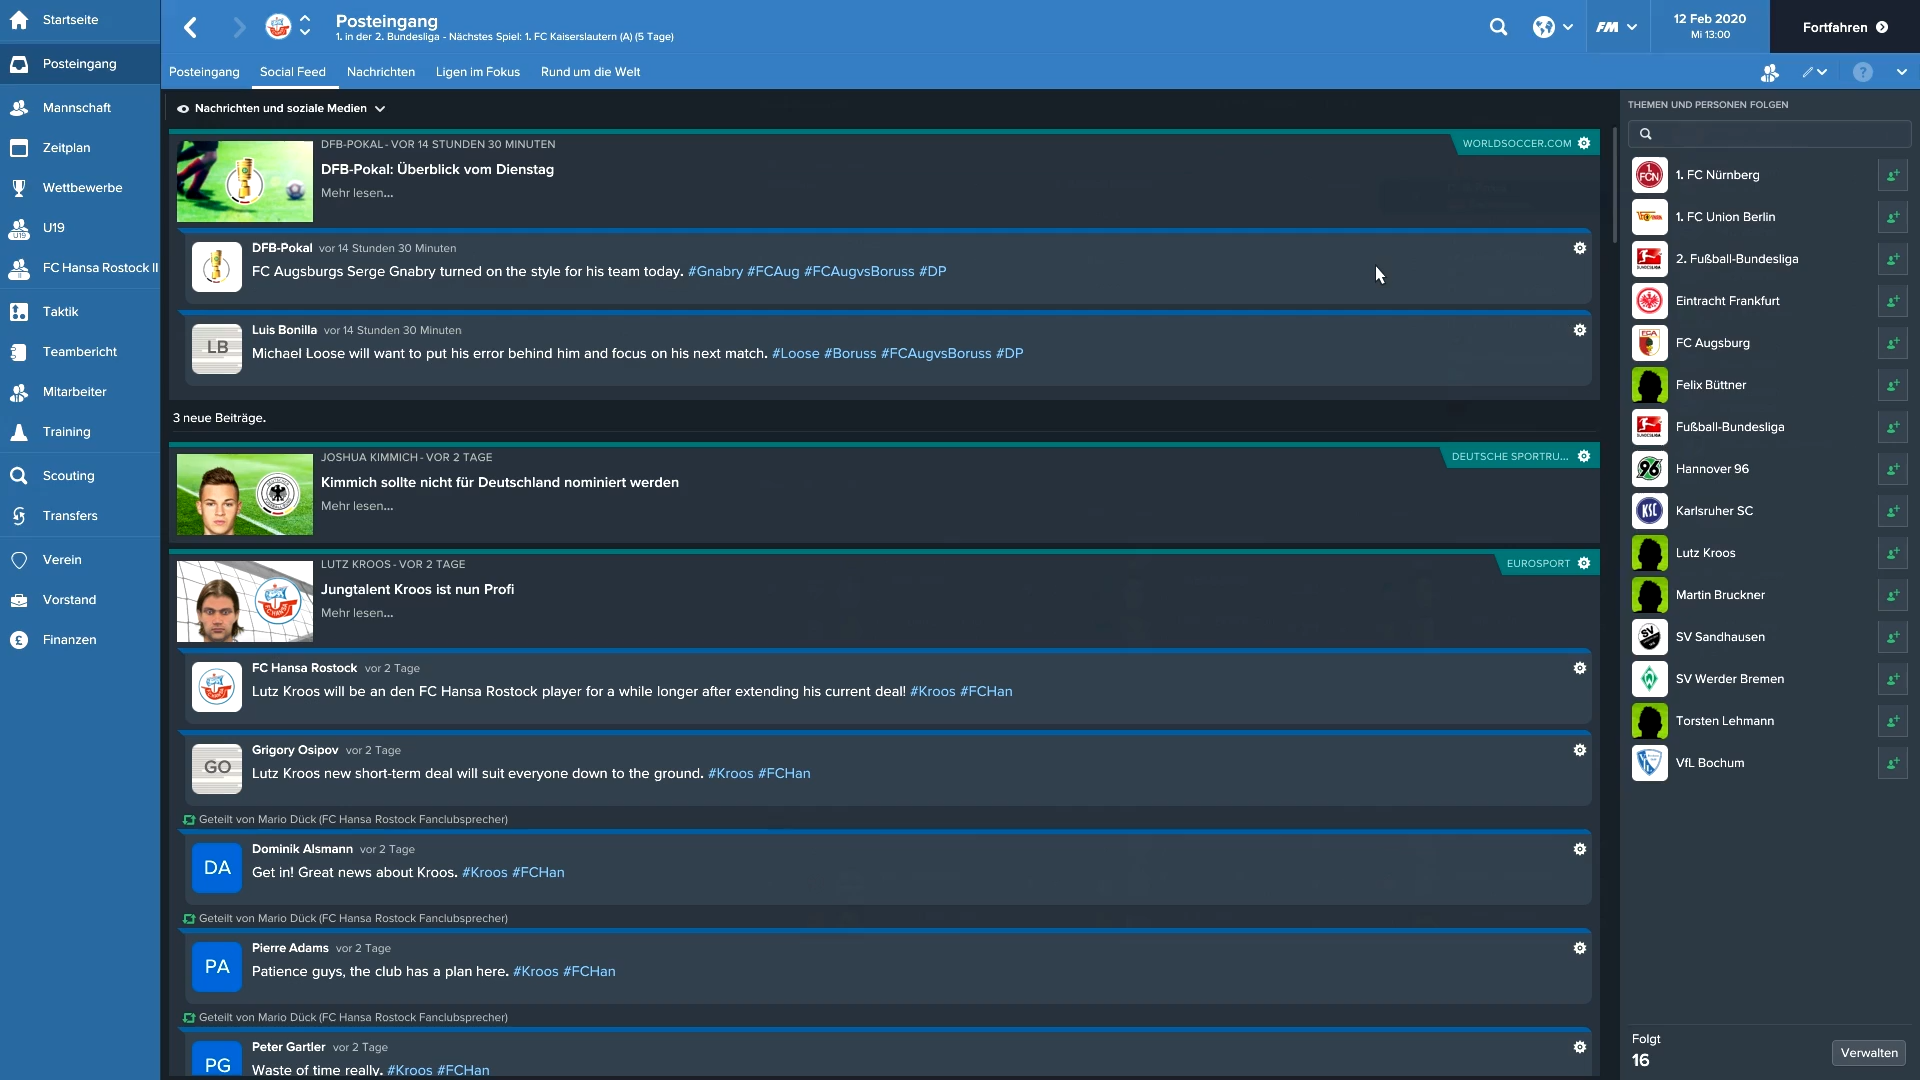 Startseite
Posteingang
Mannschaft
Zeitplan
Wettbewerbe
U19
U19
FC Hansa Rostock II
II
Taktik
Teambericht
Mitarbeiter
Training
Scouting
Transfers
Verein
Vorstand
Finanzen
Posteingang
1. in der 2. Bundesliga - Nächstes Spiel: 1. FC Kaiserslautern (A) (5 Tage)
FM
12 Feb 2020
Mi 13:00
Fortfahren
Posteingang Social Feed Nachrichten Ligen im Fokus Rund um die Welt
?
Nachrichten und soziale Medien
DFB-POKAL - VOR 14 STUNDEN 30 MINUTEN
WORLDSOCCER.COM
DFB-Pokal: Überblick vom Dienstag
Mehr lesen...
DFB-Pokal vor 14 Stunden 30 Minuten
FC Augsburgs Serge Gnabry turned on the style for his team today. #Gnabry #FCAug #FCAugvsBoruss #DP
LB
Luis Bonilla vor 14 Stunden 30 Minuten
Michael Loose will want to put his error behind him and focus on his next match. #Loose #Boruss #FCAugvsBoruss #DP
3 neue Beiträge.
JOSHUA KIMMICH - VOR 2 TAGE
DEUTSCHE SPORTRU...
Kimmich sollte nicht für Deutschland nominiert werden
Mehr lesen...
LUTZ KROOS - VOR 2 TAGE
EUROSPORT
Jungtalent Kroos ist nun Profi
Mehr lesen...
HANSA
FC Hansa Rostock vor 2 Tage
Lutz Kroos will be an den FC Hansa Rostock player for a while longer after extending his current deal! #Kroos #FCHan
GO
Grigory Osipov vor 2 Tage
Lutz Kroos new short-term deal will suit everyone down to the ground. #Kroos #FCHan
Geteilt von Mario Dück (FC Hansa Rostock Fanclubsprecher)
DA
Dominik Alsmann vor 2 Tage
Get in! Great news about Kroos. #Kroos #FCHan
Geteilt von Mario Dück (FC Hansa Rostock Fanclubsprecher)
PA
Pierre Adams vor 2 Tage
Patience guys, the club has a plan here. #Kroos #FCHan
Geteilt von Mario Dück (FC Hansa Rostock Fanclubsprecher)
PG
Peter Gartler vor 2 Tage
Waste of time really. #Kroos #FCHan
THEMEN UND PERSONEN FOLGEN
1. FC Nürnberg
1. FC Union Berlin
2. Fußball-Bundesliga
Eintracht Frankfurt
FC Augsburg
Felix Büttner
Fußball-Bundesliga
Hannover 96
Karlsruher SC
Lutz Kroos
Martin Bruckner
SV Sandhausen
SV Werder Bremen
Torsten Lehmann
VfL Bochum
Folgt
16
Verwalten